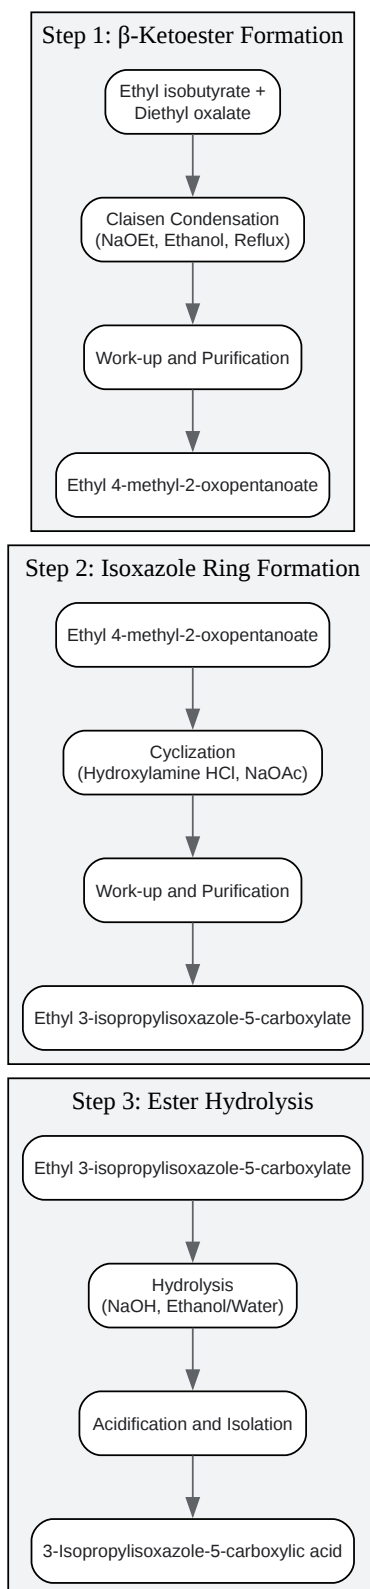 Step 1: β-Ketoester Formation
Ethyl isobutyrate +
Diethyl oxalate
Claisen Condensation
(NaOEt, Ethanol, Reflux)
Work-up and Purification
Ethyl 4-methyl-2-oxopentanoate
Step 2: Isoxazole Ring Formation
Ethyl 4-methyl-2-oxopentanoate
Cyclization
(Hydroxylamine HCl, NaOAc)
Work-up and Purification
Ethyl 3-isopropylisoxazole-5-carboxylate
Step 3: Ester Hydrolysis
Ethyl 3-isopropylisoxazole-5-carboxylate
Hydrolysis
(NaOH, Ethanol/Water)
Acidification and Isolation
3-Isopropylisoxazole-5-carboxylic acid